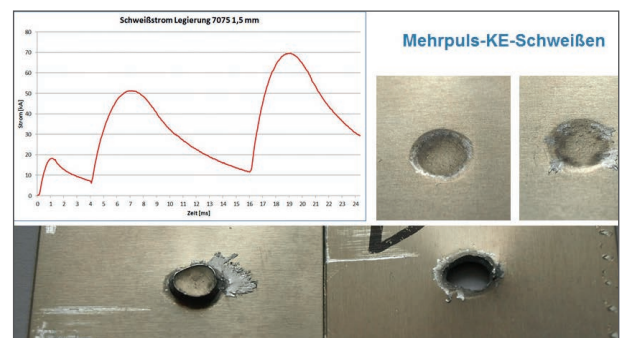 Schweißstrom Legierung 7075 1,5 mm
Mehrpuls-KE-Schweißen
Strom [kA]
80
70
60
50
40
30
20
10
0
0 1 2 3 4 5 6 7 8 9 10 11 12 13 14 15 16 17 18 19 20 21 22 23 24
Zeit [ms]